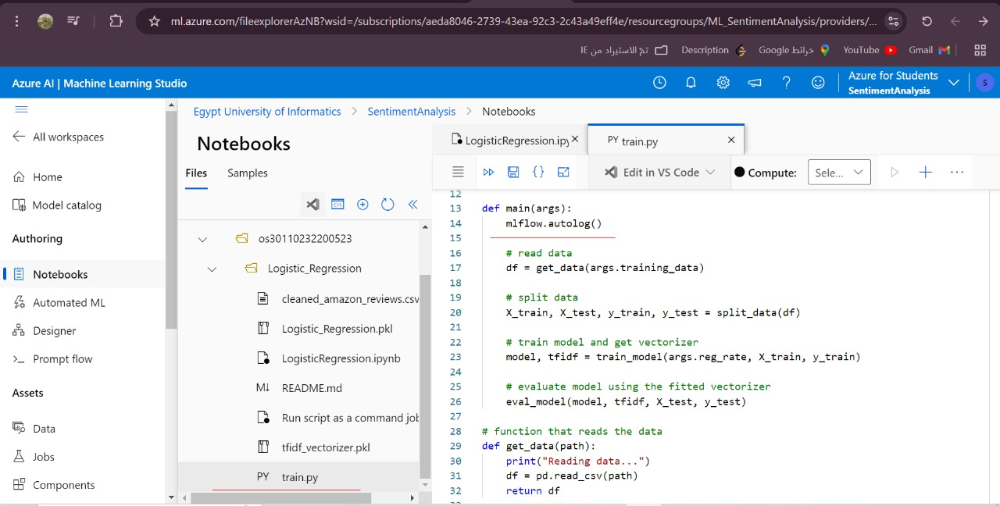 ml.azure.com/fileexplorerAzNB?wsid=/subscriptions/aeda8046-2739-43ea-92c3-2c43a49eff4e/resourcegroups/ML_SentimentAnalysis/providers/...
تمّ الاستيراد من IE
Description
خرائط Google
YouTube
Gmail
Azure AI | Machine Learning Studio
Azure for Students
SentimentAnalysis
S
All workspaces
Home
Model catalog
Authoring
Notebooks
Automated ML
Designer
Prompt flow
Assets
Data
Jobs
Components
Egypt University of Informatics > SentimentAnalysis > Notebooks
Notebooks
Files Samples
os30110232200523
Logistic_Regression
cleaned_amazon_reviews.csv
Logistic_Regression.pkl
LogisticRegression.ipynb
M↓ README.md
Run script as a command job
tfidf_vectorizer.pkl
PY train.py
LogisticRegression.ipy
PY train.py
Edit in VS Code
Compute: Sele...
12
13 def main(args):
14 mlflow.autolog()
15
16 # read data
17 df = get_data(args.training_data)
18
19 # split data
20 X_train, X_test, y_train, y_test = split_data(df)
21
22 # train model and get vectorizer
23 model, tfidf = train_model(args.reg_rate, X_train, y_train)
24
25 # evaluate model using the fitted vectorizer
26 eval_model(model, tfidf, X_test, y_test)
27
28 # function that reads the data
29 def get_data(path):
30 print("Reading data...")
31 df = pd.read_csv(path)
32 return df